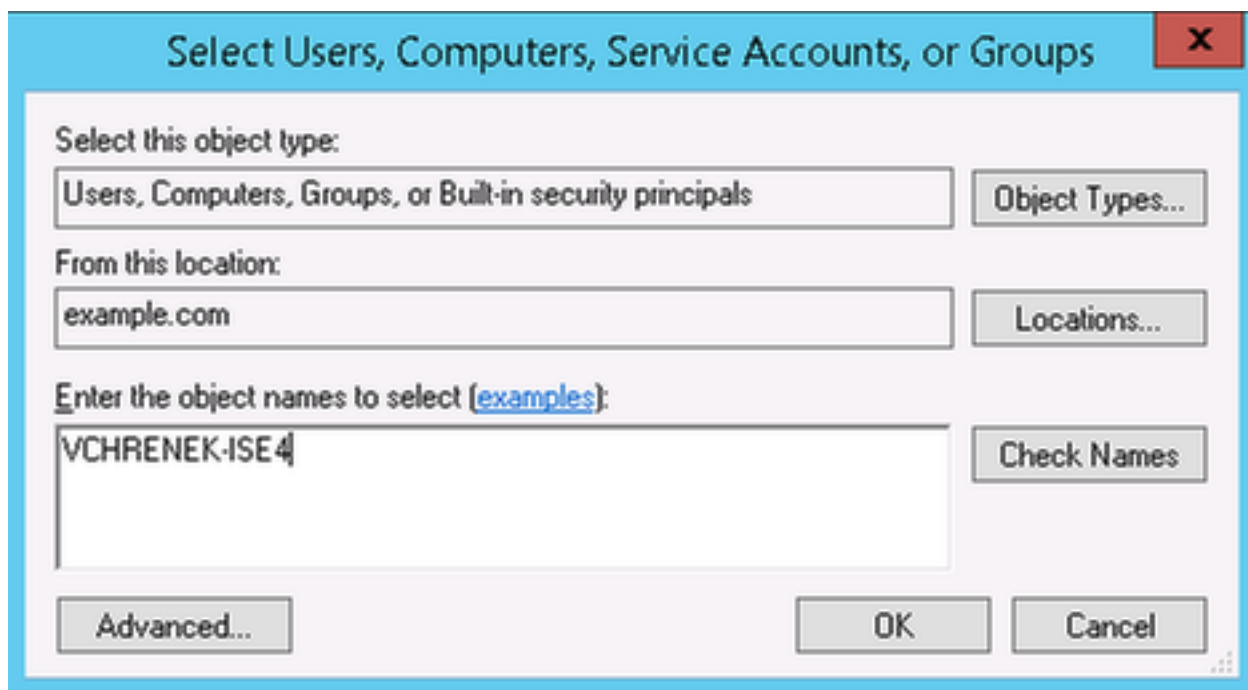 Select Users, Computers, Service Accounts, or Groups
x
Select this object type:
Users, Computers, Groups, or Built-in security principals
Object Types...
From this location:
example.com
Locations...
Enter the object names to select (examples):
VCHRENEK-ISE4
Check Names
Advanced...
OK
Cancel